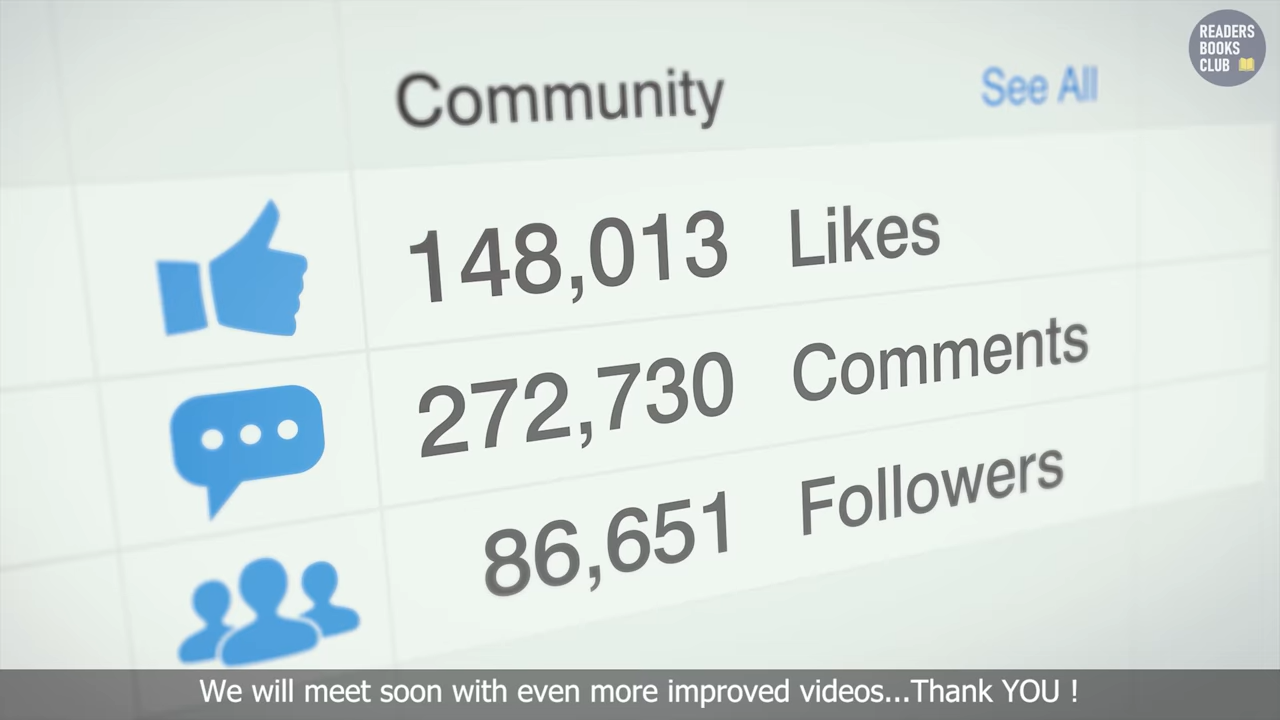 READERS
BOOKS
CLUB
Community See All
148,013 Likes
272,730 Comments
86,651 Followers
We will meet soon with even more improved videos...Thank YOU !